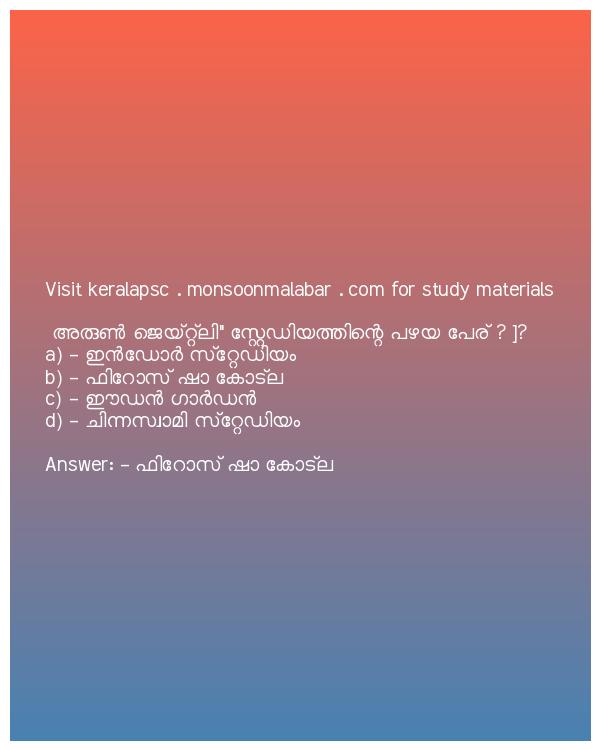 Visit keralapsc . monsoonmalabar . com for study materials
അരുൺ ജെയ്റ്റ്ലി" സ്റ്റേഡിയത്തിന്റെ പഴയ പേര് ? ]?
a) – ഇൻഡോർ സ്‌റ്റേഡിയം
b) – ഫിറോസ് ഷാ കോട്‌ല
c) – ഈഡൻ ഗാർഡൻ
d) – ചിന്നസ്വാമി സ്‌റ്റേഡിയം
Answer: – ഫിറോസ് ഷാ കോട്‌ല